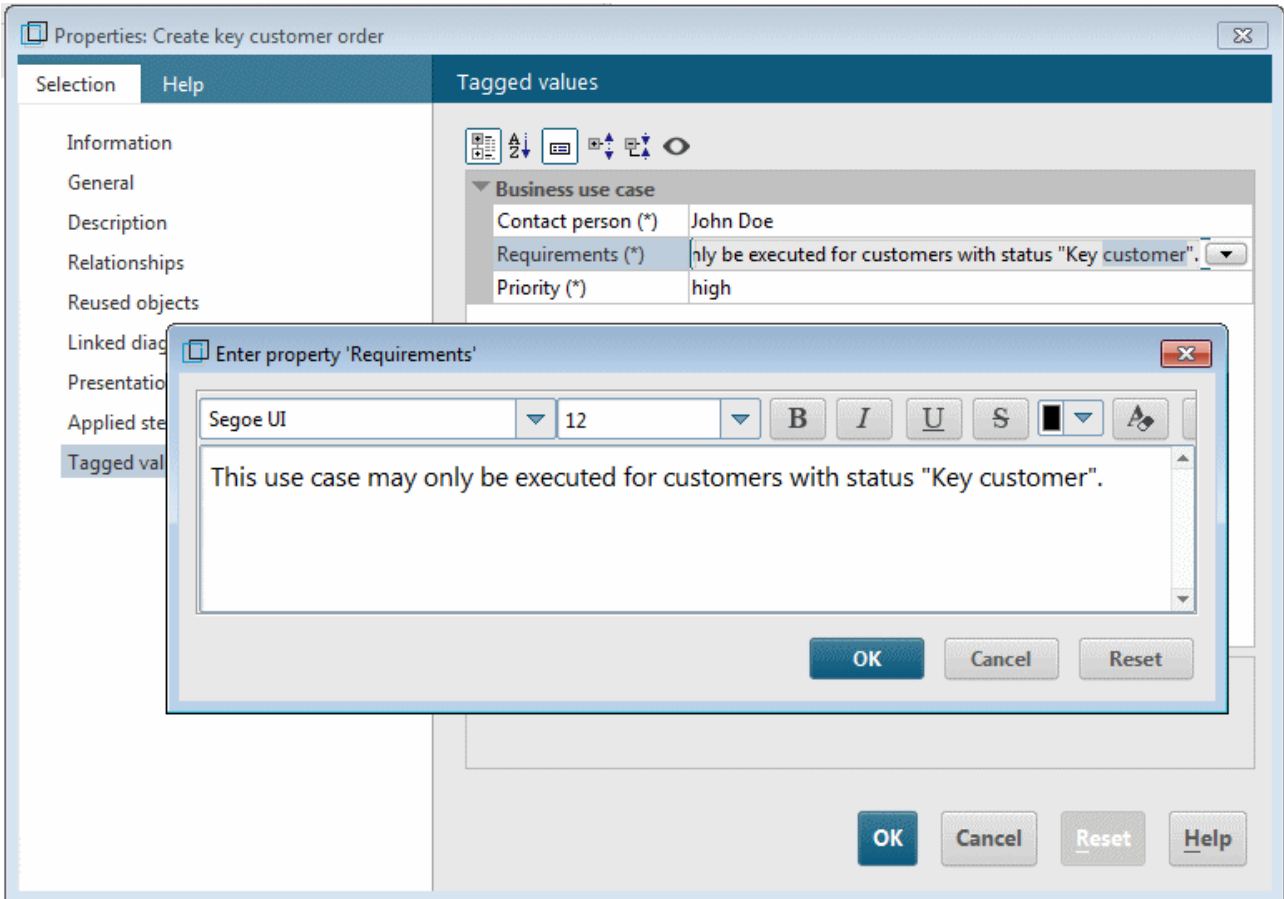 Properties: Create key customer order
Selection Help
Tagged values
Information
General
Description
Relationships
Reused objects
Linked diag
Presentatio
Applied ste
Tagged val
Business use case
Contact person (*) John Doe
Requirements (*) nly be executed for customers with status "Key customer".
Priority (*) high
Enter property 'Requirements'
Segoe UI 12 B I U S A
This use case may only be executed for customers with status "Key customer".
OK Cancel Reset
OK Cancel Reset Help